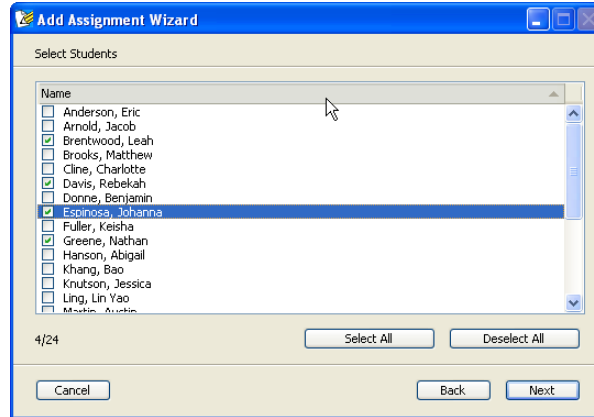 Add Assignment Wizard
Select Students
Name
Anderson, Eric
Arnold, Jacob
Brentwood, Leah
Brooks, Matthew
Cline, Charlotte
Davis, Rebekah
Donne, Benjamin
Espinosa, Johanna
Fuller, Keisha
Greene, Nathan
Hanson, Abigail
Khang, Bao
Knutson, Jessica
Ling, Lin Yao
Martin, Austin
4/24 Select All Deselect All
Cancel Back Next